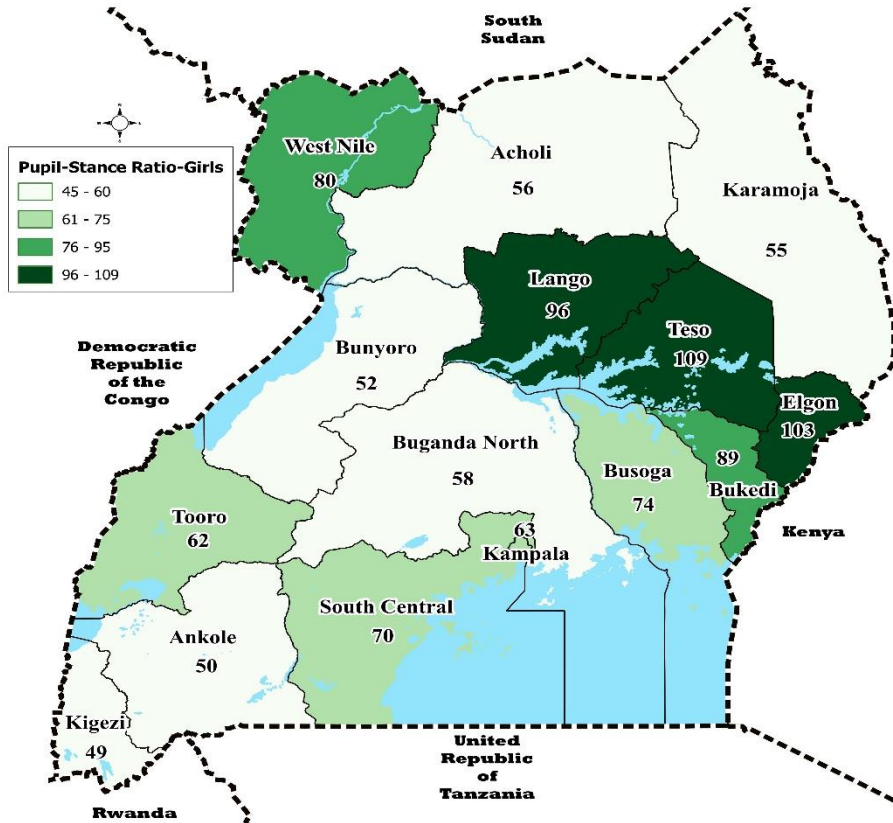 South
Sudan
West Nile
80
Acholi
56
Karamoja
55
Pupil-Stance Ratio-Girls
45 - 60
61 - 75
76 - 95
96 - 109
Lango
96
Teso
109
Elgon
103
Democratic
Republic
of the
Congo
Bunyoro
52
Buganda North
58
Busoga
74
89
Bukedi
Kenya
Tooro
62
63
Kampala
South Central
70
Ankole
50
Kigezi
49
United
Republic
of
Tanzania
Rwanda